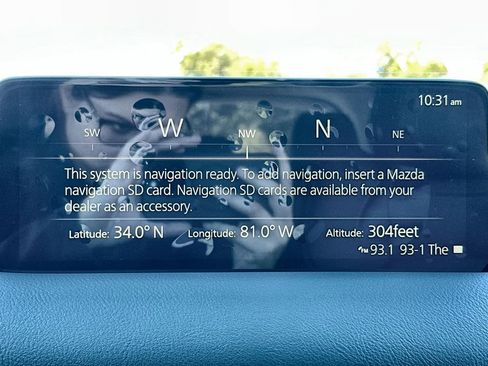 10:31am
SW W NW N NE
This system is navigation ready. To add navigation, insert a Mazda
navigation SD card. Navigation SD cards are available from your
dealer as an accessory.
Latitude: 34.0° N Longitude: 81.0° W Altitude: 304feet
FM 93.1 93-1 The